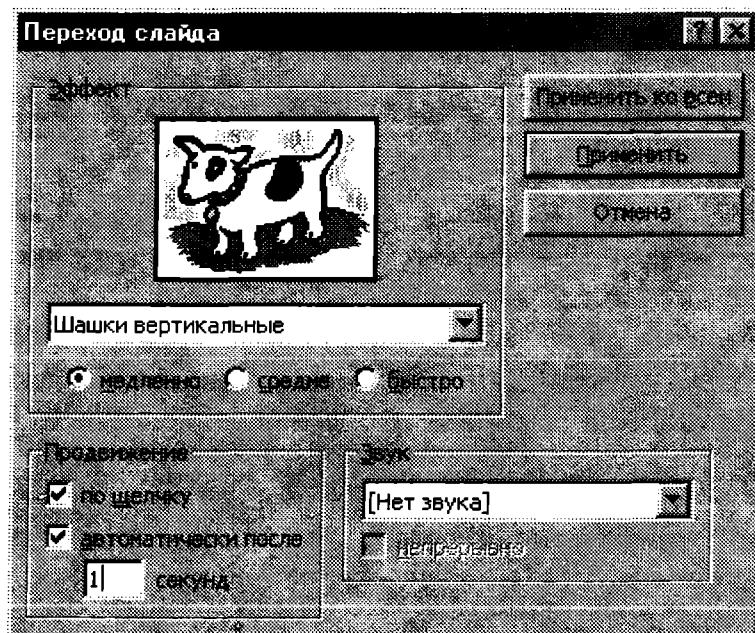 Переход слайда
Эффект
Применить ко всем
Применить
Отмена
Шашки вертикальные
медленно средне быстро
Продвижение
по щелчку
автоматически после
1 секунд
Звук
[Нет звука]
непрерывно